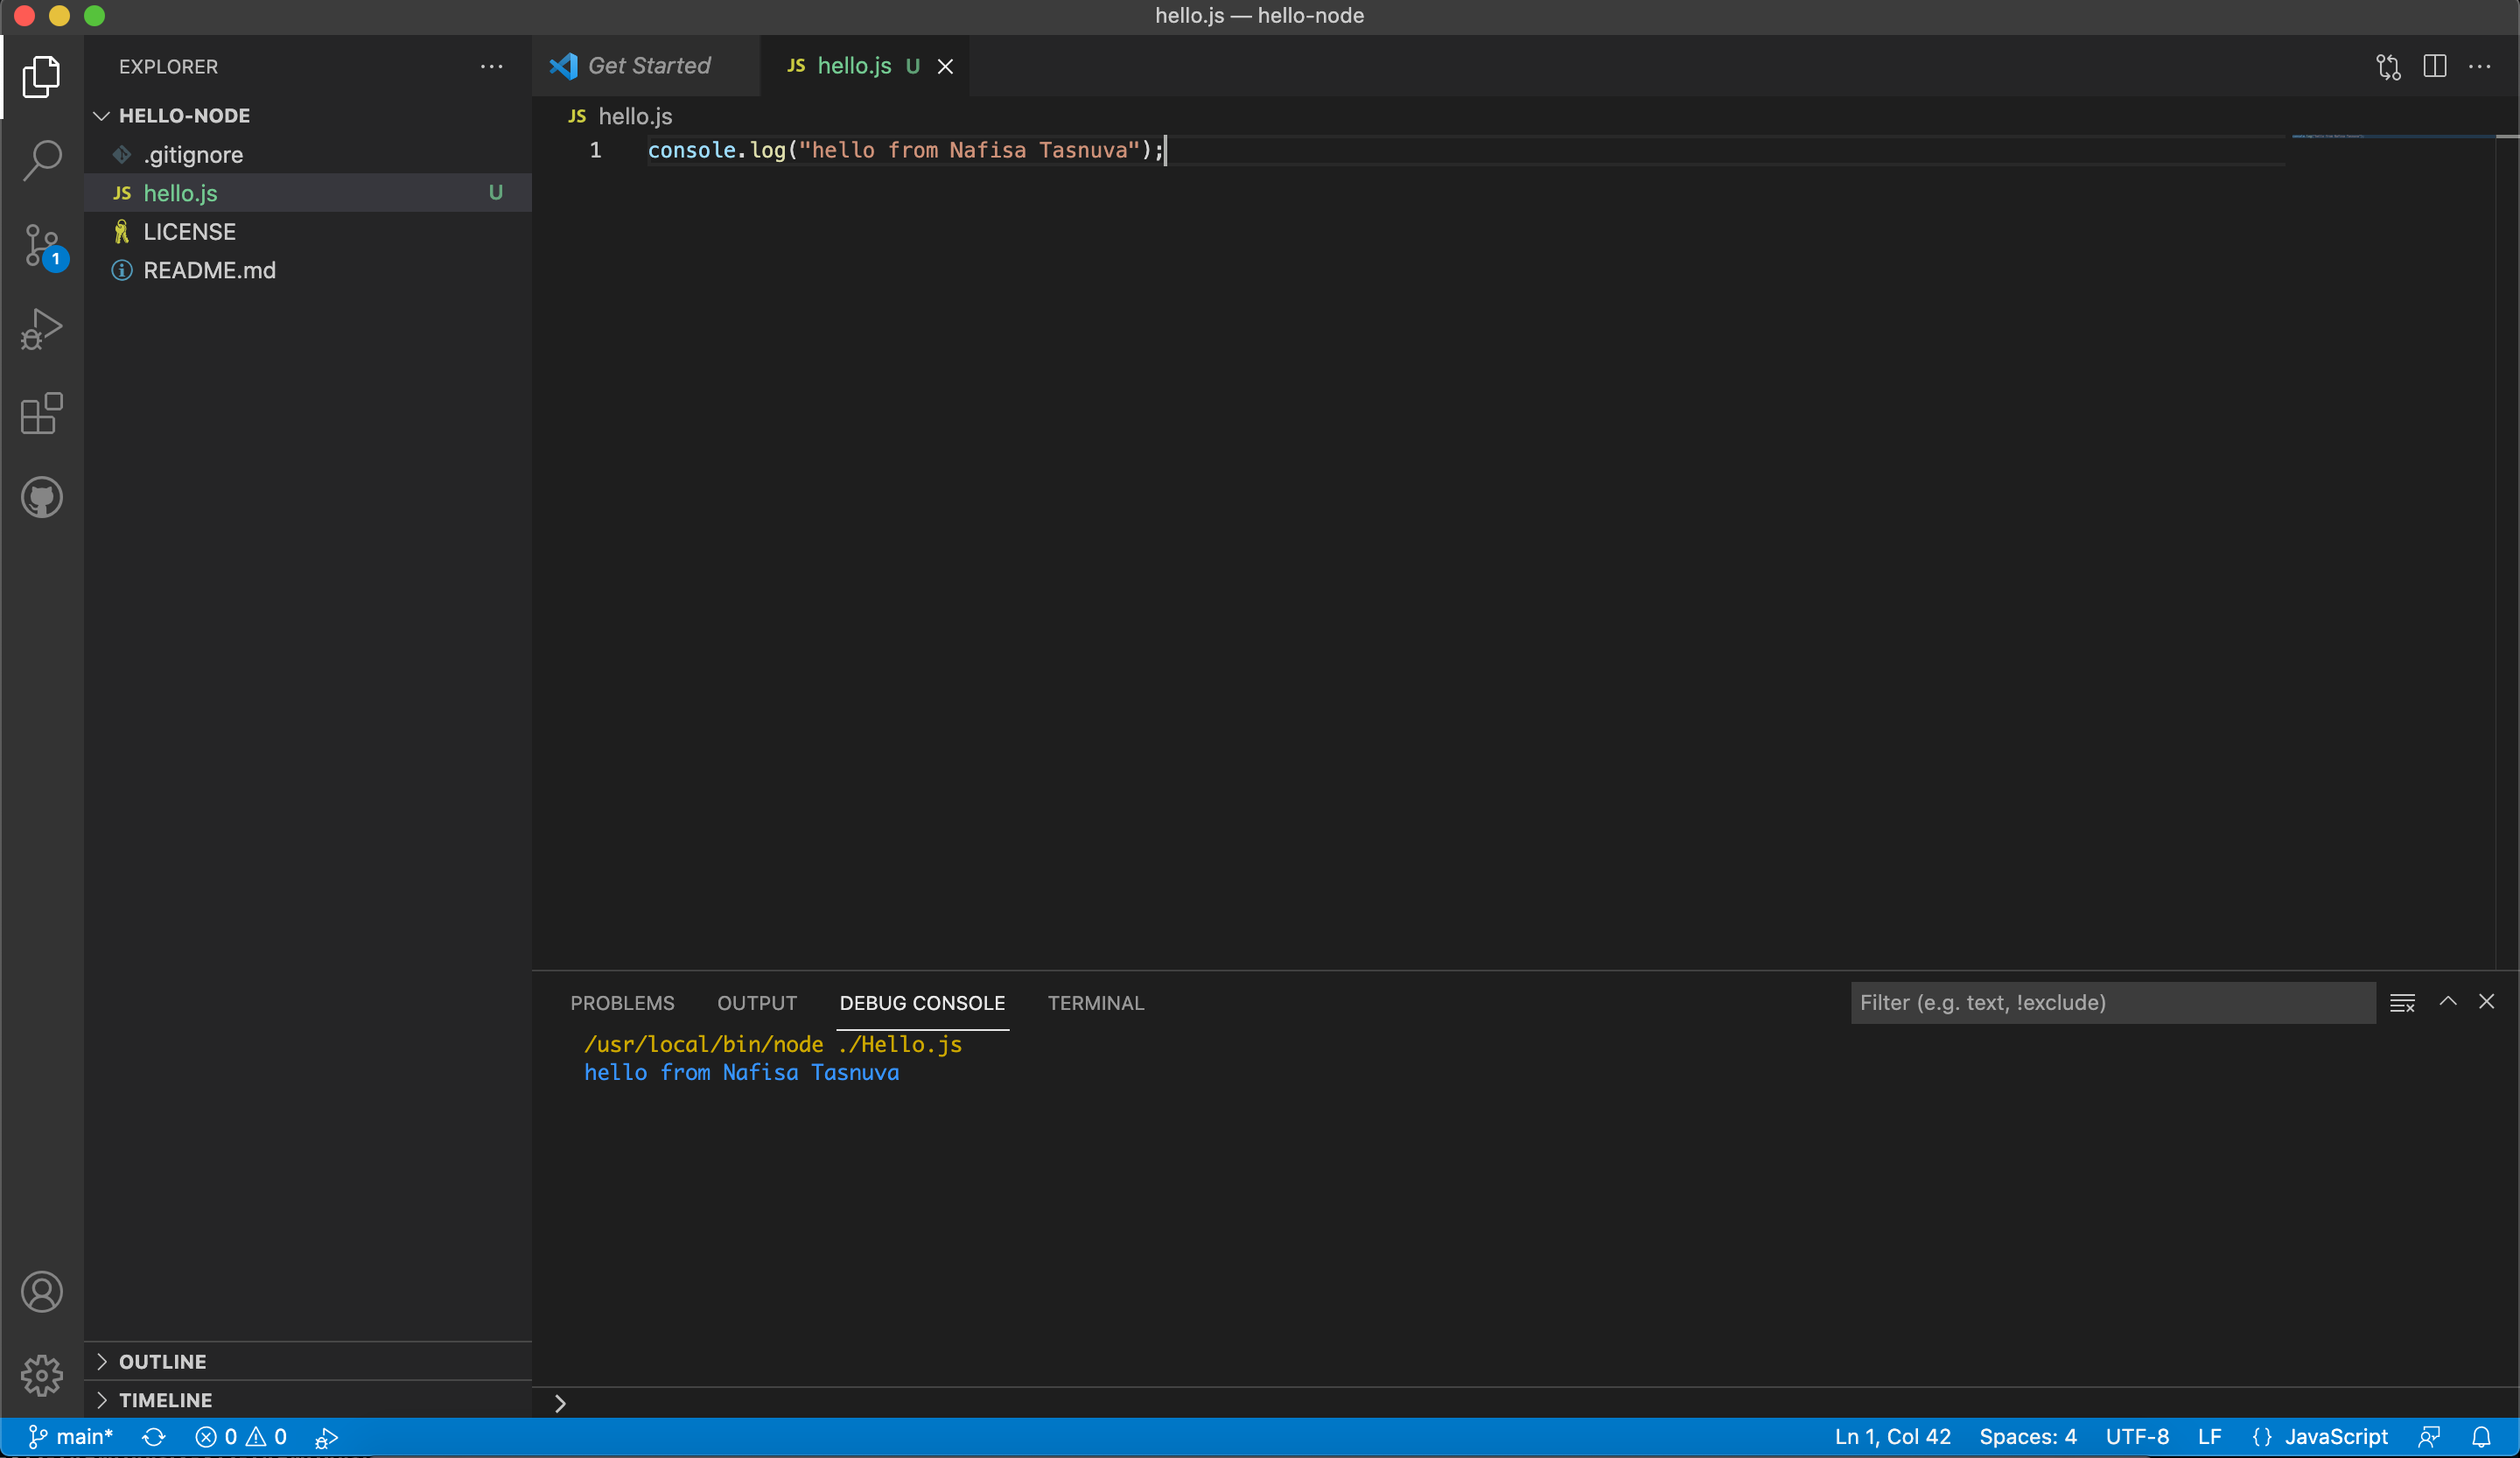 hello.js — hello-node
EXPLORER
HELLO-NODE
.gitignore
JS hello.js U
LICENSE
README.md
1
OUTLINE
TIMELINE
Get Started
JS hello.js U
JS hello.js
1 console.log("hello from Nafisa Tasnuva");
PROBLEMS OUTPUT DEBUG CONSOLE TERMINAL Filter (e.g. text, !exclude)
/usr/local/bin/node ./Hello.js
hello from Nafisa Tasnuva
main* 0 0 Ln 1, Col 42 Spaces: 4 UTF-8 LF {} JavaScript